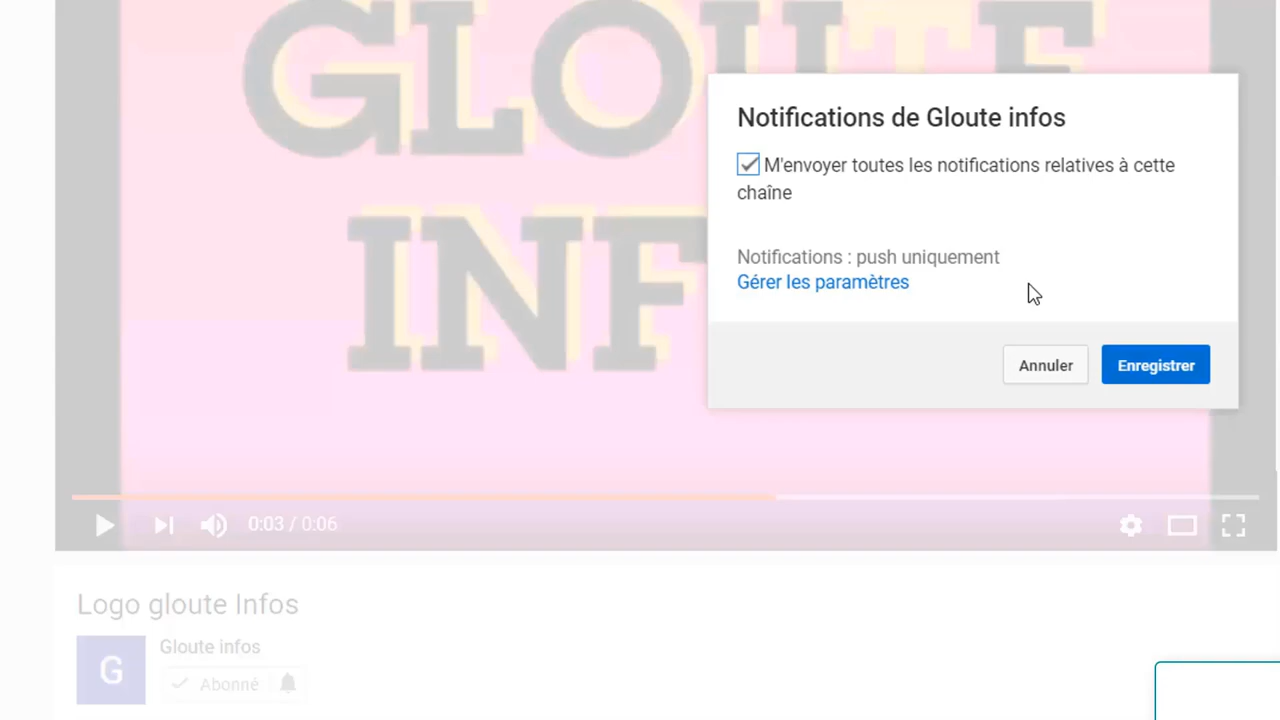 GLOUTE
INF
Notifications de Gloute infos
M'envoyer toutes les notifications relatives à cette
chaîne
Notifications : push uniquement
Gérer les paramètres
Annuler
Enregistrer
0:03 / 0:06
Logo gloute Infos
G
Gloute infos
Abonné